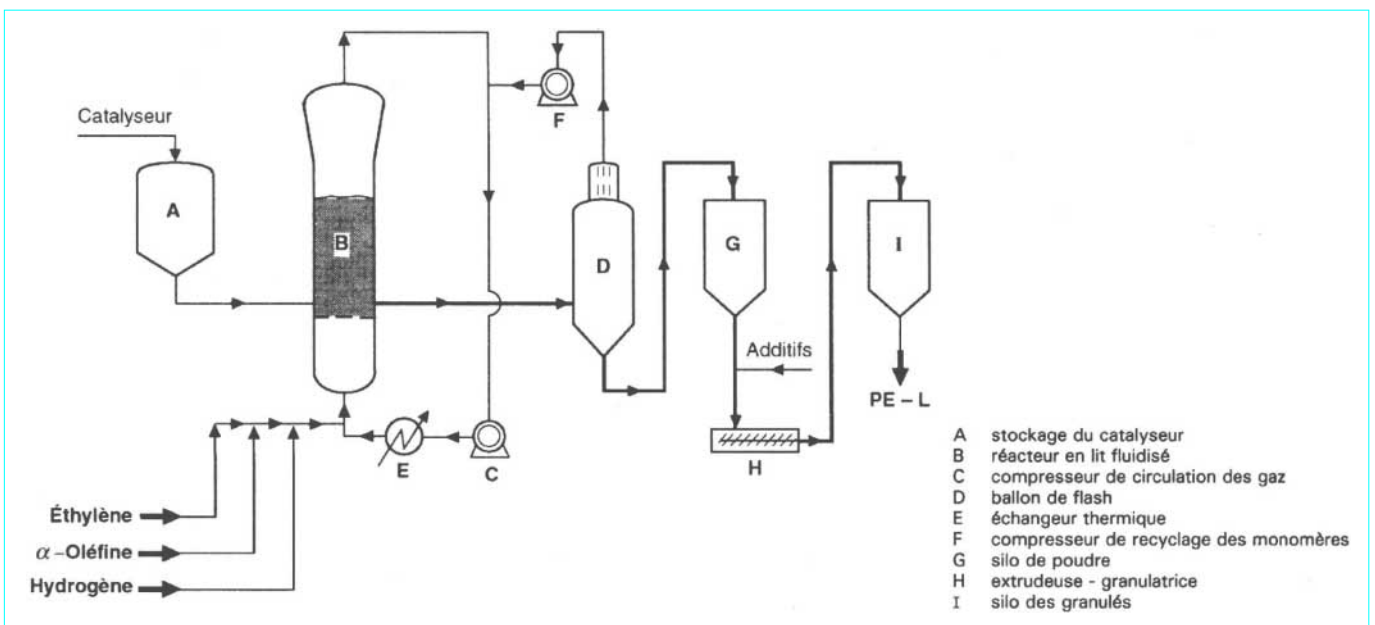 Catalyseur
A
B
F
D
G
I
Additifs
PE – L
E
C
H
Éthylène
α –Oléfine
Hydrogène
A stockage du catalyseur
B réacteur en lit fluidisé
C compresseur de circulation des gaz
D ballon de flash
E échangeur thermique
F compresseur de recyclage des monomères
G silo de poudre
H extrudeuse - granulatrice
I silo des granulés